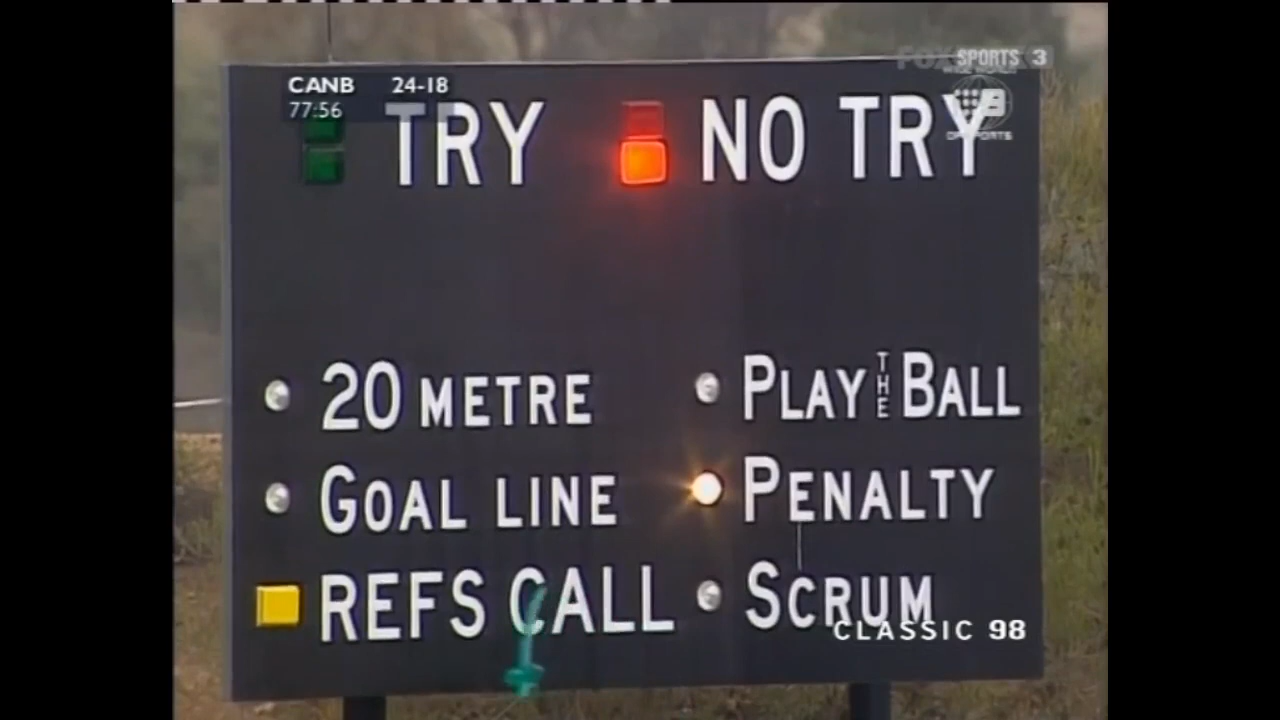 FOX SPORTS 3
CANB 24-18
77:56
TRY
NO TRY
20 METRE
PLAY THE BALL
GOAL LINE
PENALTY
REFS CALL
SCRUM
CLASSIC 98